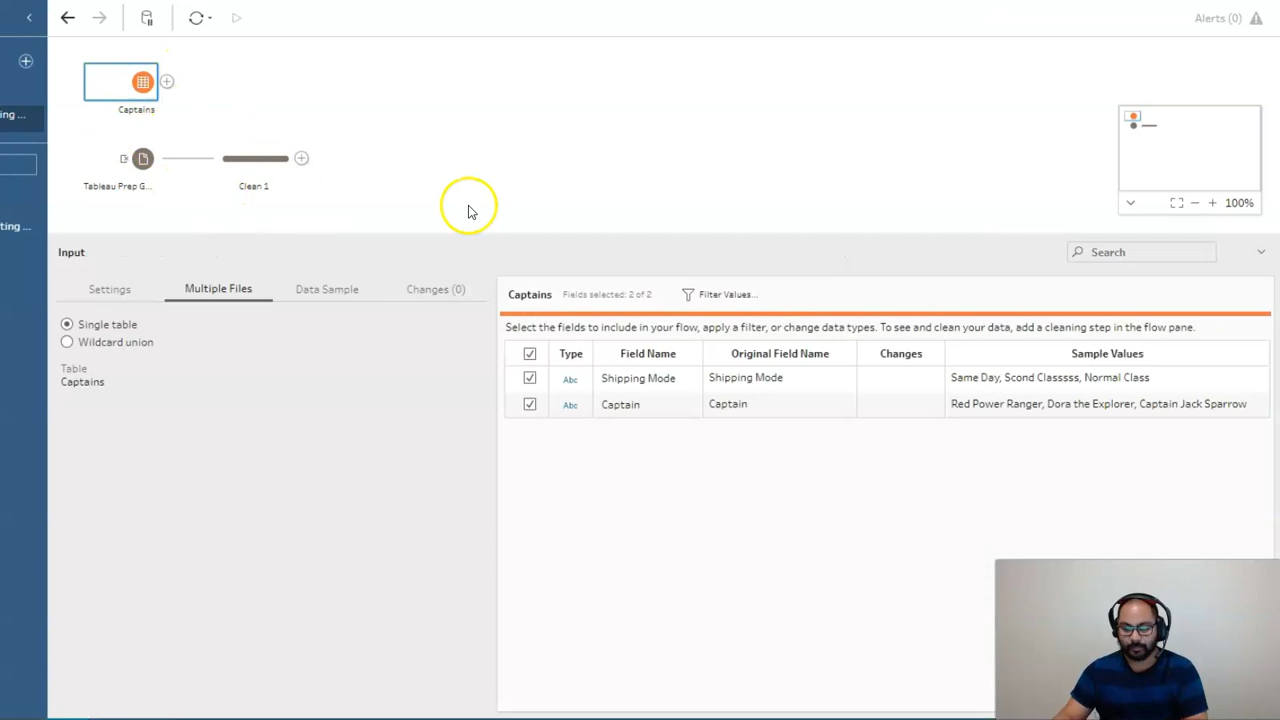 Alerts (0)
ing ...
ting ...
Captains
Tableau Prep G...
Clean 1
100%
Input
Search
Settings
Multiple Files
Data Sample
Changes (0)
Single table
Wildcard union
Table
Captains
Captains Fields selected: 2 of 2 Filter Values...
Select the fields to include in your flow, apply a filter, or change data types. To see and clean your data, add a cleaning step in the flow pane.
Type Field Name Original Field Name Changes Sample Values
Abc Shipping Mode Shipping Mode Same Day, Scond Classsss, Normal Class
Abc Captain Captain Red Power Ranger, Dora the Explorer, Captain Jack Sparrow